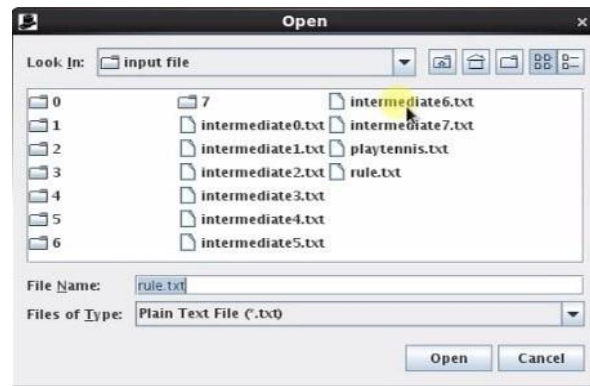 Open
Look In: input file
0 7 intermediate6.txt
1 intermediate0.txt intermediate7.txt
2 intermediate1.txt playtennis.txt
3 intermediate2.txt rule.txt
4 intermediate3.txt
5 intermediate4.txt
6 intermediate5.txt
File Name: rule.txt
Files of Type: Plain Text File (*.txt)
Open Cancel